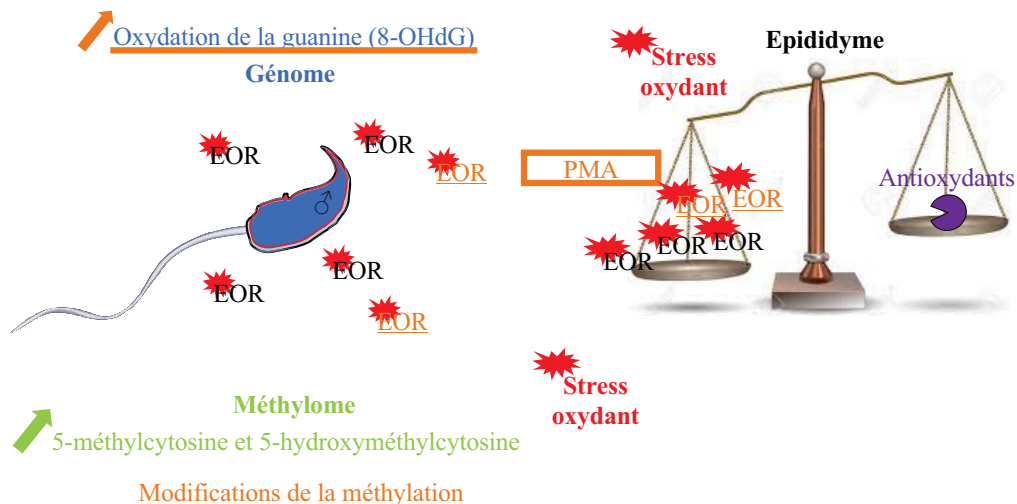 Oxydation de la guanine (8-OHdG)
Génome
EOR
EOR
EOR
EOR
EOR
EOR
Stress
oxydant
Epididyme
PMA
EOR
EOR
EOR
EOR
EOR
Antioxydants
Stress
oxydant
Méthylome
5-méthylcytosine et 5-hydroxyméthylcytosine
Modifications de la méthylation